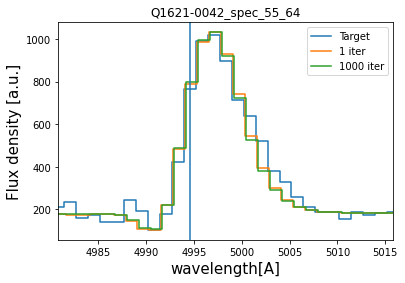 Q1621-0042_spec_55_64
Flux density [a.u.]
1000
800
600
400
200
Target
1 iter
1000 iter
4985 4990 4995 5000 5005 5010 5015
wavelength[A]